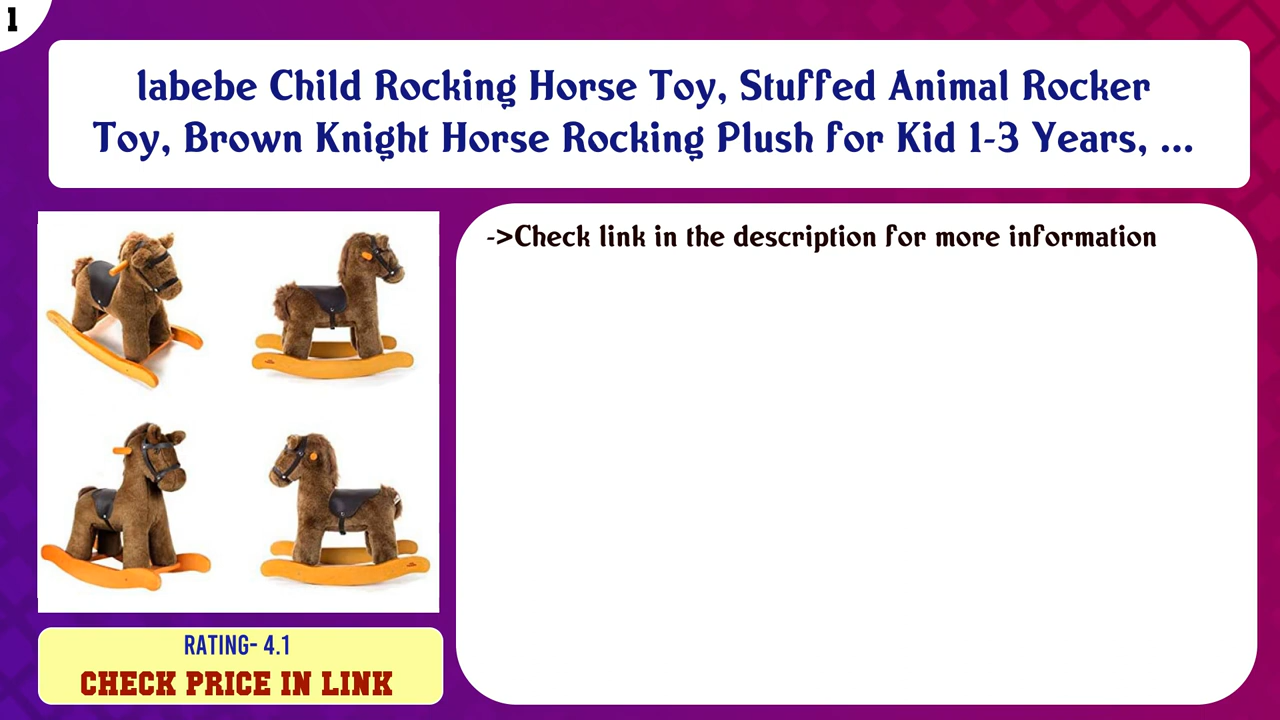 1
labebe Child Rocking Horse Toy, Stuffed Animal Rocker
Toy, Brown Knight Horse Rocking Plush for Kid 1-3 Years, ...
->Check link in the description for more information
RATING- 4.1
CHECK PRICE IN LINK